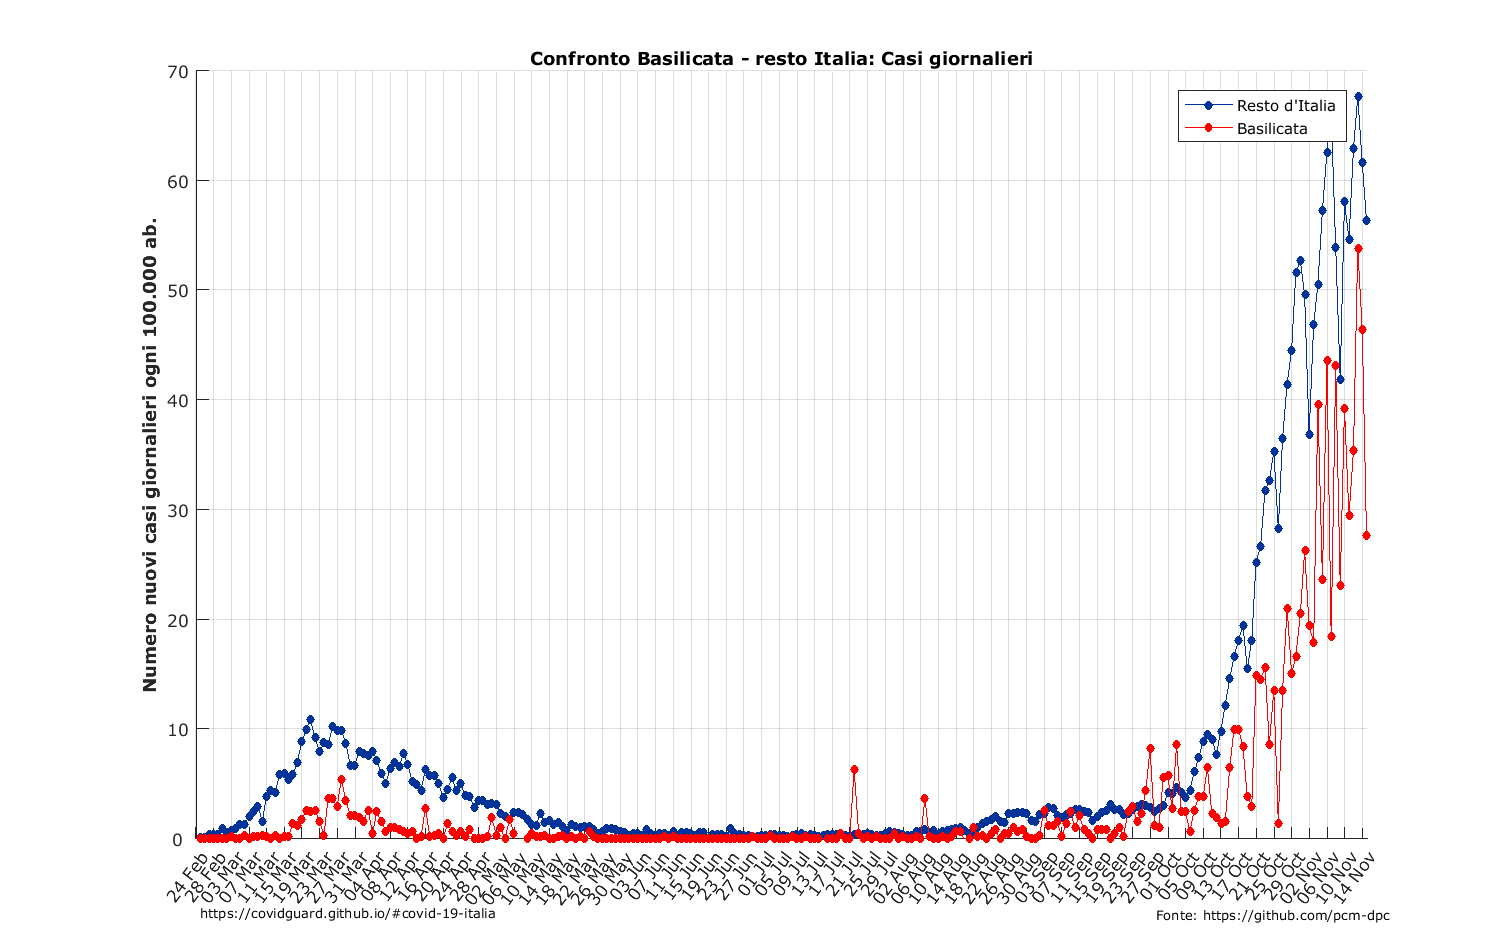 Confronto Basilicata - resto Italia: Casi giornalieri
Numero nuovi casi giornalieri ogni 100.000 ab.
70
60
50
40
30
20
10
0
Resto d'Italia
Basilicata
24 Feb
28 Feb
03 Mar
07 Mar
11 Mar
15 Mar
19 Mar
23 Mar
27 Mar
31 Mar
04 Apr
08 Apr
12 Apr
16 Apr
20 Apr
24 Apr
28 Apr
02 May
06 May
10 May
14 May
18 May
22 May
26 May
30 May
03 Jun
07 Jun
11 Jun
15 Jun
19 Jun
23 Jun
27 Jun
01 Jul
05 Jul
09 Jul
13 Jul
17 Jul
21 Jul
25 Jul
29 Jul
02 Aug
06 Aug
10 Aug
14 Aug
18 Aug
22 Aug
26 Aug
30 Aug
03 Sep
07 Sep
11 Sep
15 Sep
19 Sep
23 Sep
27 Sep
01 Oct
05 Oct
09 Oct
13 Oct
17 Oct
21 Oct
25 Oct
29 Oct
02 Nov
06 Nov
10 Nov
14 Nov
https://covidguard.github.io/#covid-19-italia
Fonte: https://github.com/pcm-dpc